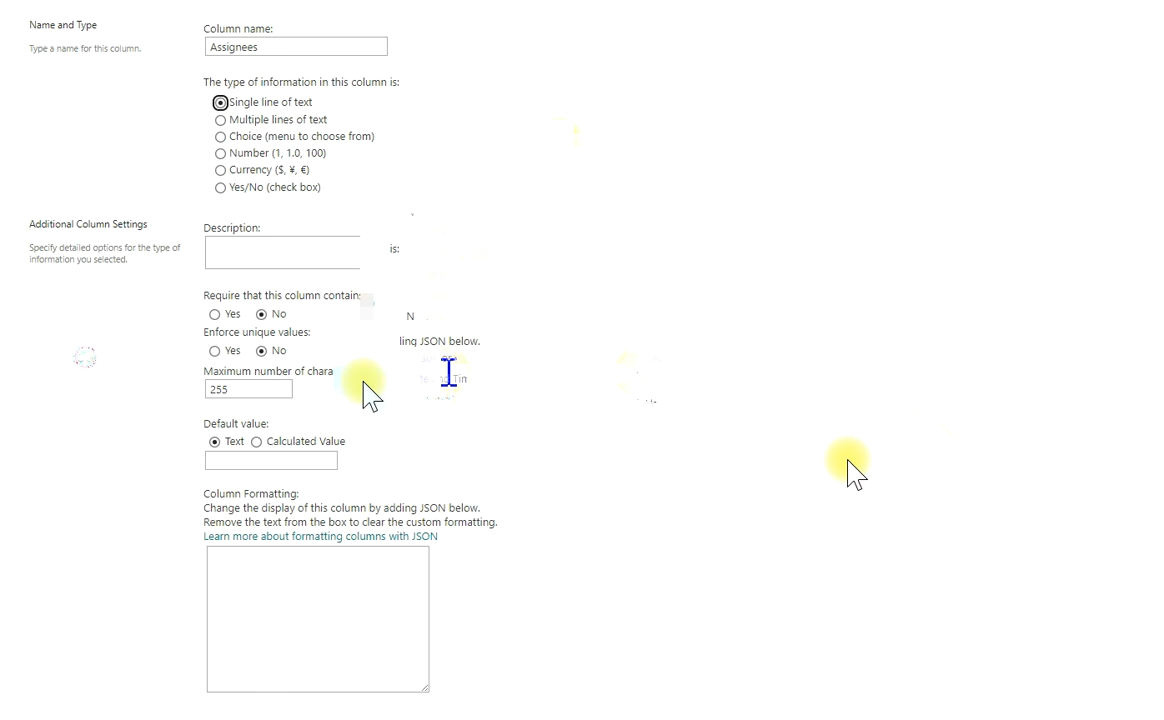 Name and Type
Type a name for this column.
Column name:
Assignees
The type of information in this column is:
Single line of text
Multiple lines of text
Choice (menu to choose from)
Number (1, 1.0, 100)
Currency ($, ¥, €)
Yes/No (check box)
Additional Column Settings
Specify detailed options for the type of
information you selected.
Description:
is:
Require that this column contain
Yes No
N
Enforce unique values:
ling JSON below.
Yes No
Maximum number of chara
Tin
255
Default value:
Text Calculated Value
Column Formatting:
Change the display of this column by adding JSON below.
Remove the text from the box to clear the custom formatting.
Learn more about formatting columns with JSON